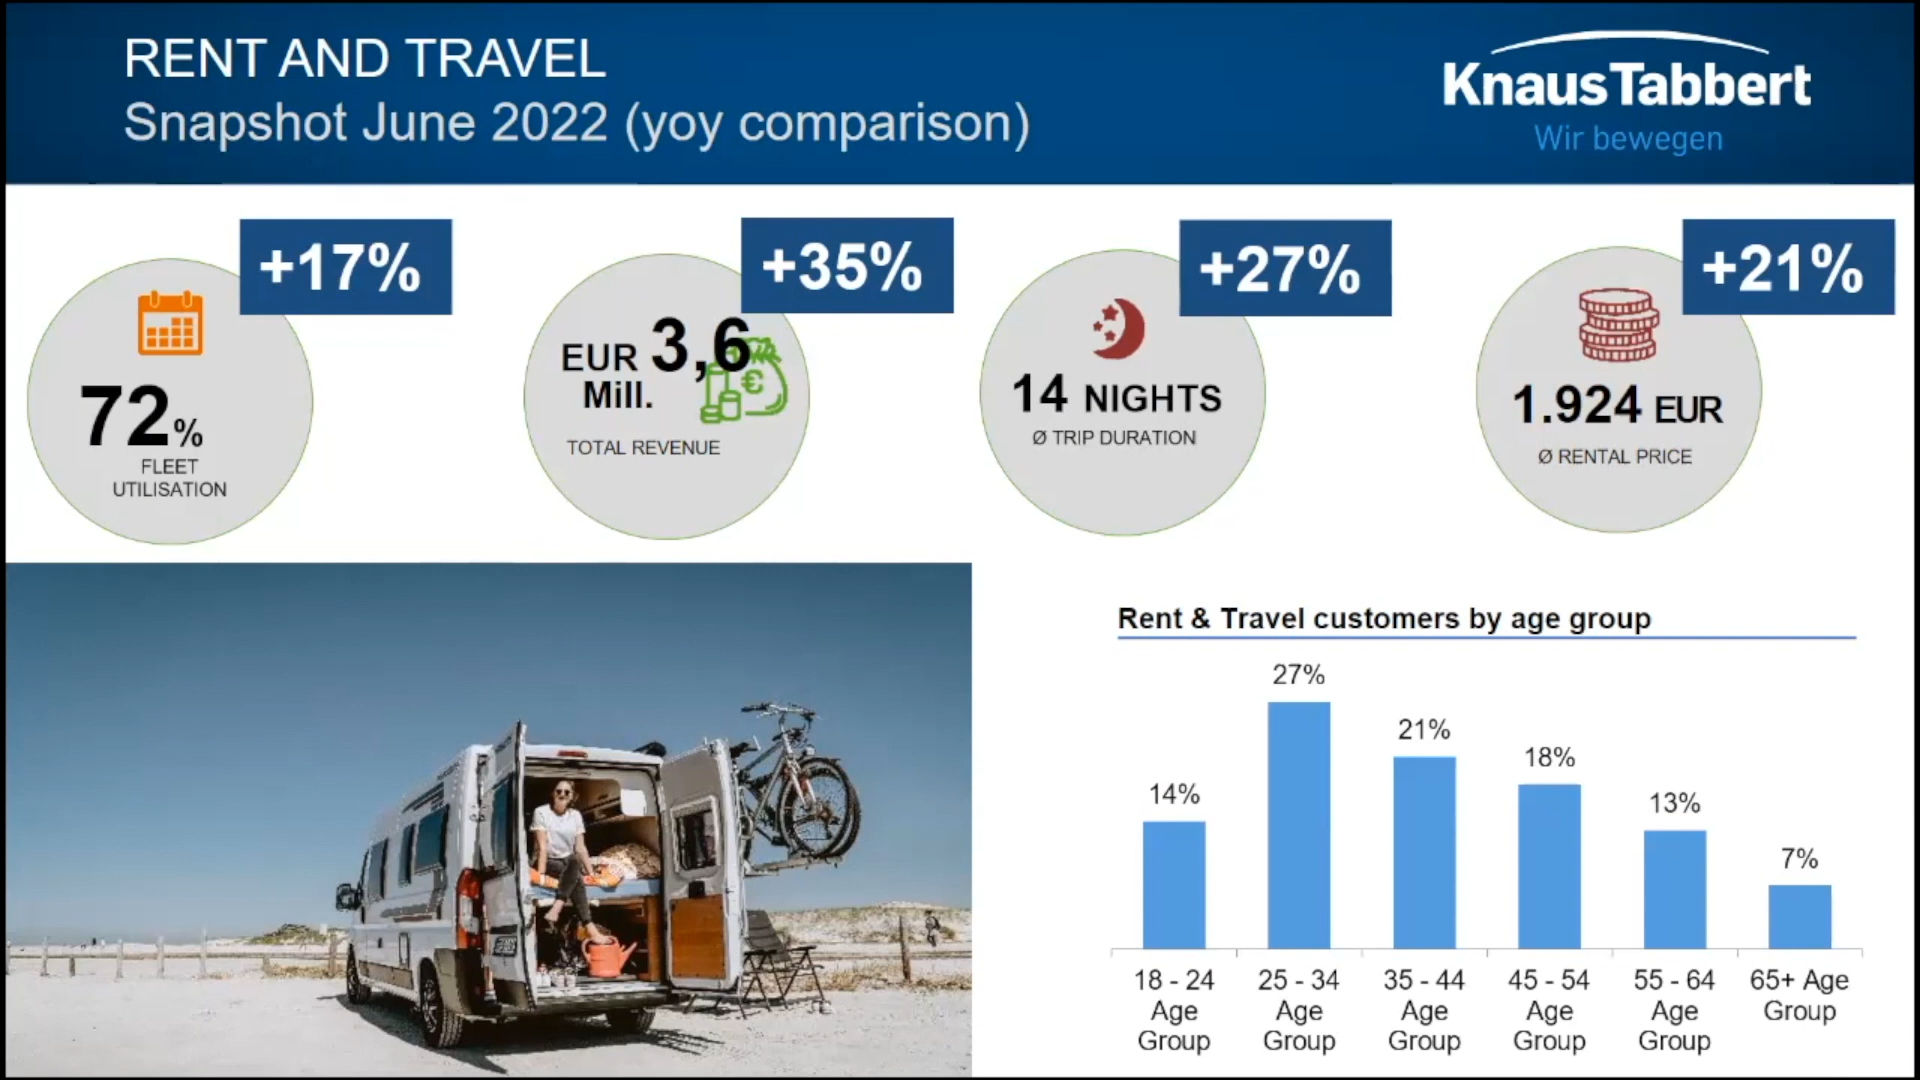 RENT AND TRAVEL
Snapshot June 2022 (yoy comparison)
KnausTabbert
Wir bewegen
+17%
72%
FLEET
UTILISATION
+35%
EUR 3,6
Mill.
€
TOTAL REVENUE
+27%
14 NIGHTS
Ø TRIP DURATION
+21%
1.924 EUR
Ø RENTAL PRICE
Rent & Travel customers by age group
14%
27%
21%
18%
13%
7%
18 - 24
Age
Group
25 - 34
Age
Group
35 - 44
Age
Group
45 - 54
Age
Group
55 - 64
Age
Group
65+ Age
Group